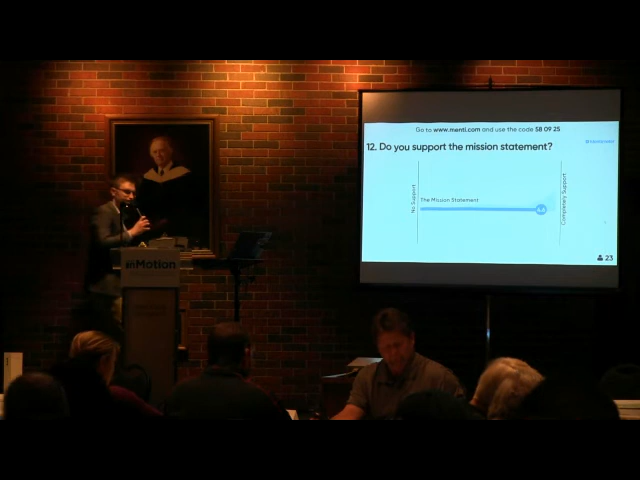 Go to www.menti.com and use the code 58 09 25
12. Do you support the mission statement?
No Support
The Mission Statement
Completely Support
23
inMotion